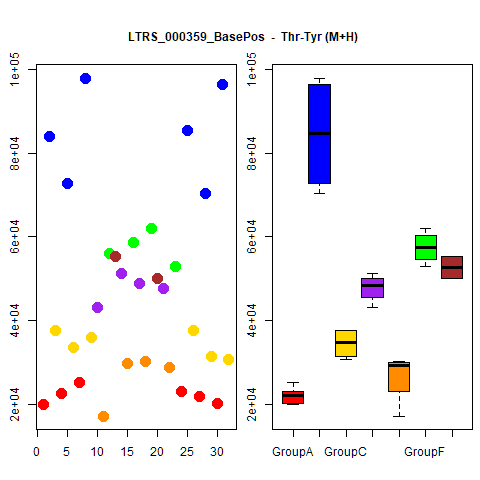 LTRS_000359_BasePos - Thr-Tyr (M+H)
1e+05 1e+05
8e+04 8e+04
6e+04 6e+04
4e+04 4e+04
2e+04 2e+04
0 5 10 15 20 25 30 GroupA GroupC GroupF